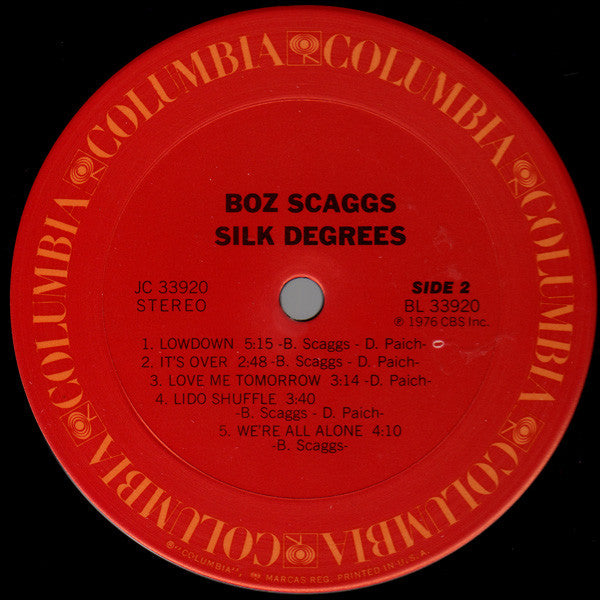 COLUMBIA COLUMBIA COLUMBIA COLUMBIA COLUMBIA COLUMBIA
BOZ SCAGGS
SILK DEGREES
JC 33920 SIDE 2
STEREO BL 33920
℗ 1976 CBS Inc.
1. LOWDOWN 5:15 -B. Scaggs - D. Paich-
2. IT'S OVER 2:48 -B. Scaggs - D. Paich-
3. LOVE ME TOMORROW 3:14 -D. Paich-
4. LIDO SHUFFLE 3:40
-B. Scaggs - D. Paich-
5. WE'RE ALL ALONE 4:10
-B. Scaggs-
®"COLUMBIA", MARCAS REG. PRINTED IN U.S.A.